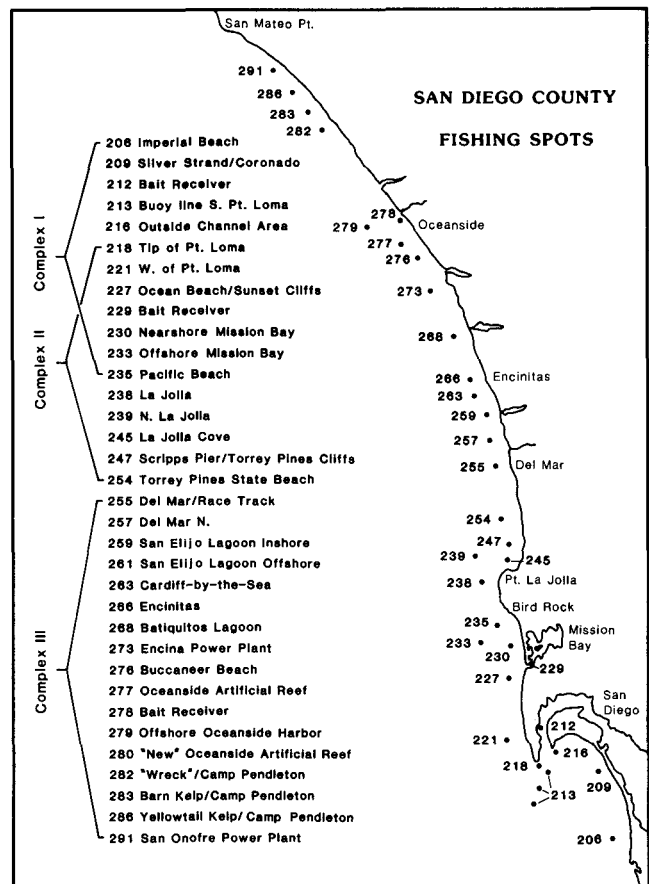 San Mateo Pt.
291
286
283
282
SAN DIEGO COUNTY
FISHING SPOTS
Complex I
Complex II
Complex III
206 Imperial Beach
209 Silver Strand/Coronado
212 Bait Receiver
213 Buoy line S. Pt. Loma
216 Outside Channel Area
218 Tip of Pt. Loma
221 W. of Pt. Loma
227 Ocean Beach/Sunset Cliffs
229 Bait Receiver
230 Nearshore Mission Bay
233 Offshore Mission Bay
235 Pacific Beach
238 La Jolla
239 N. La Jolla
245 La Jolla Cove
247 Scripps Pier/Torrey Pines Cliffs
254 Torrey Pines State Beach
255 Del Mar/Race Track
257 Del Mar N.
259 San Elijo Lagoon Inshore
261 San Elijo Lagoon Offshore
263 Cardiff-by-the-Sea
266 Encinitas
268 Batiquitos Lagoon
273 Encina Power Plant
276 Buccaneer Beach
277 Oceanside Artificial Reef
278 Bait Receiver
279 Offshore Oceanside Harbor
280 "New" Oceanside Artificial Reef
282 "Wreck"/Camp Pendleton
283 Barn Kelp/Camp Pendleton
286 Yellowtail Kelp/Camp Pendleton
291 San Onofre Power Plant
278
279
Oceanside
277
276
273
268
266
Encinitas
263
259
257
255
Del Mar
254
247
239
245
238
Pt. La Jolla
Bird Rock
235
Mission
Bay
233
230
229
227
San
Diego
212
221
216
218
209
213
206